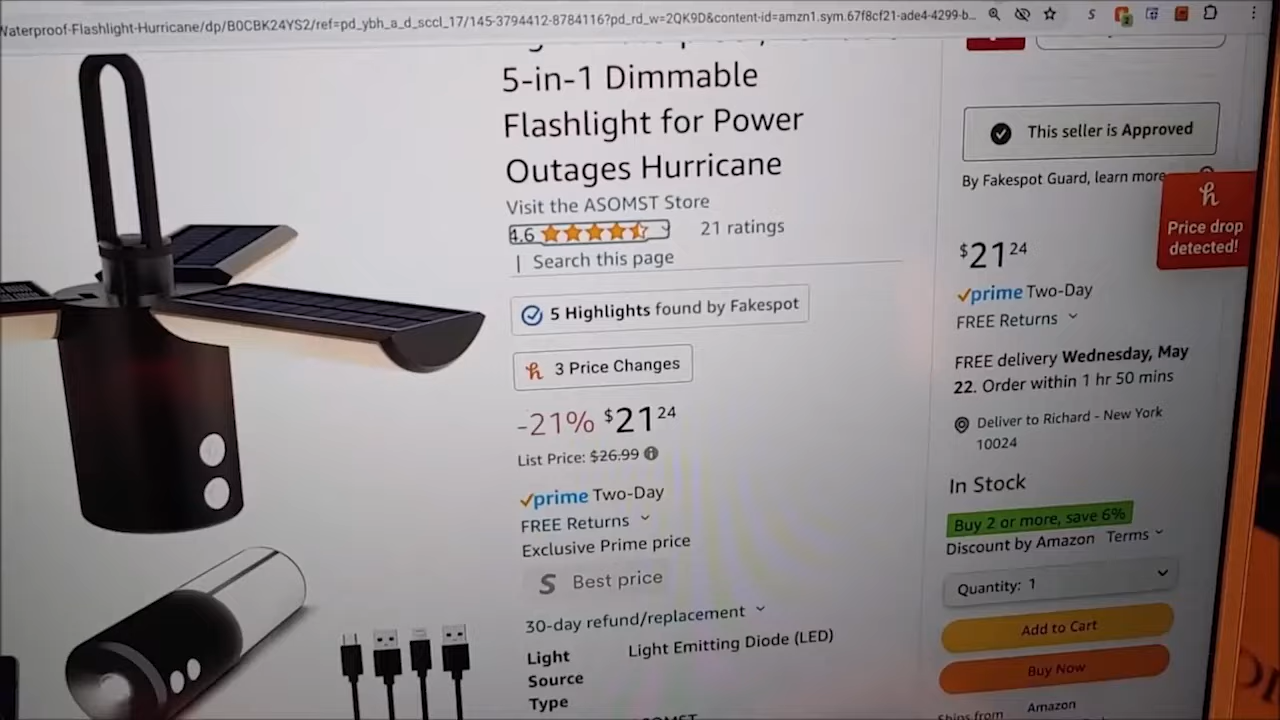 Waterproof-Flashlight-Hurricane/dp/B0CBK24YS2/ref=pd_ybh_a_d_sccl_17/145-3794412-8784116?pd_rd_w=2QK9D&content-id=amzn1.sym.67f8cf21-ade4-4299-b...
5-in-1 Dimmable
Flashlight for Power
Outages Hurricane
Visit the ASOMST Store
4.6
21 ratings
| Search this page
5 Highlights found by Fakespot
3 Price Changes
-21% $21 24
List Price: $26.99
prime Two-Day
FREE Returns
Exclusive Prime price
S Best price
30-day refund/replacement
Light Source Type
Light Emitting Diode (LED)
This seller is Approved
By Fakespot Guard, learn more
h
Price drop
detected!
$21 24
prime Two-Day
FREE Returns
FREE delivery Wednesday, May
22. Order within 1 hr 50 mins
Deliver to Richard - New York
10024
In Stock
Buy 2 or more, save 6%
Discount by Amazon Terms
Quantity: 1
Add to Cart
Buy Now
Ships from Amazon